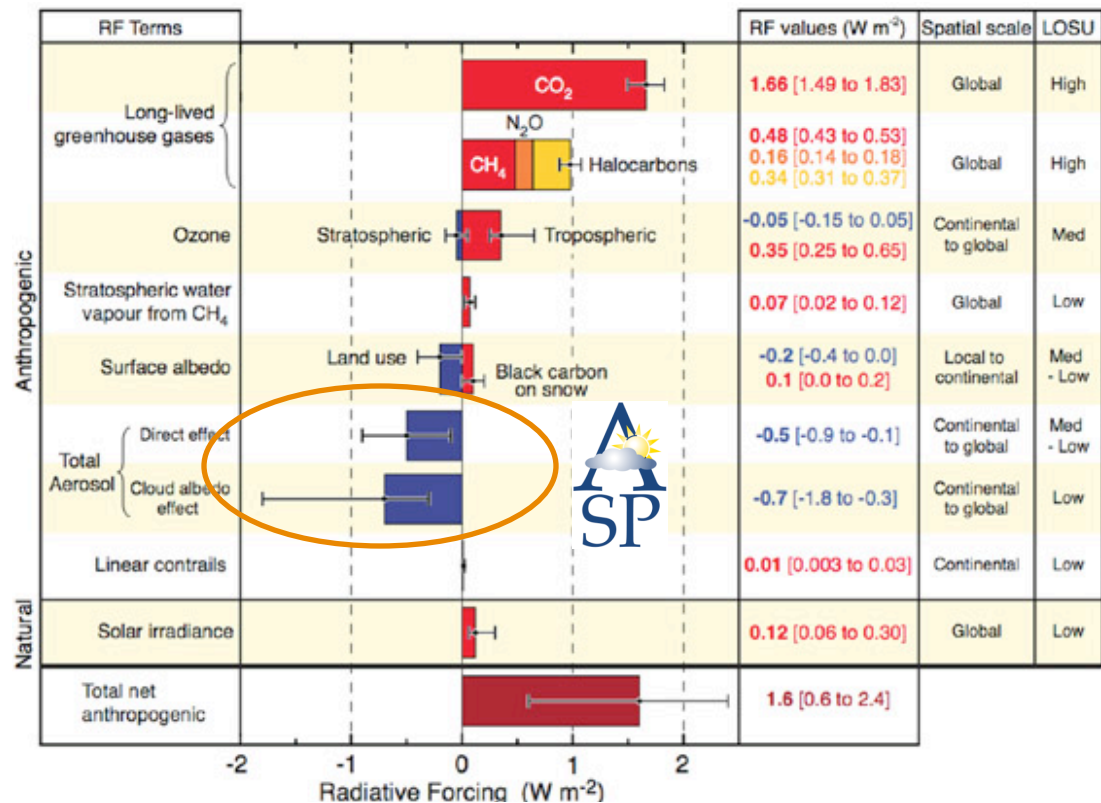 RF Terms
RF values (W m⁻²)
Spatial scale
LOSU
Anthropogenic
Long-lived
greenhouse gases
CO₂
1.66 [1.49 to 1.83]
Global
High
N₂O
CH₄
Halocarbons
0.48 [0.43 to 0.53]
0.16 [0.14 to 0.18]
0.34 [0.31 to 0.37]
Global
High
Ozone
Stratospheric
Tropospheric
-0.05 [-0.15 to 0.05]
0.35 [0.25 to 0.65]
Continental
to global
Med
Stratospheric water
vapour from CH₄
0.07 [0.02 to 0.12]
Global
Low
Surface albedo
Land use
Black carbon
on snow
-0.2 [-0.4 to 0.0]
0.1 [0.0 to 0.2]
Local to
continental
Med
- Low
Total
Aerosol
Direct effect
-0.5 [-0.9 to -0.1]
Continental
to global
Med
- Low
Cloud albedo
effect
-0.7 [-1.8 to -0.3]
Continental
to global
Low
A
SP
Linear contrails
0.01 [0.003 to 0.03]
Continental
Low
Natural
Solar irradiance
0.12 [0.06 to 0.30]
Global
Low
Total net
anthropogenic
1.6 [0.6 to 2.4]
-2 -1 0 1 2
Radiative Forcing (W m⁻²)